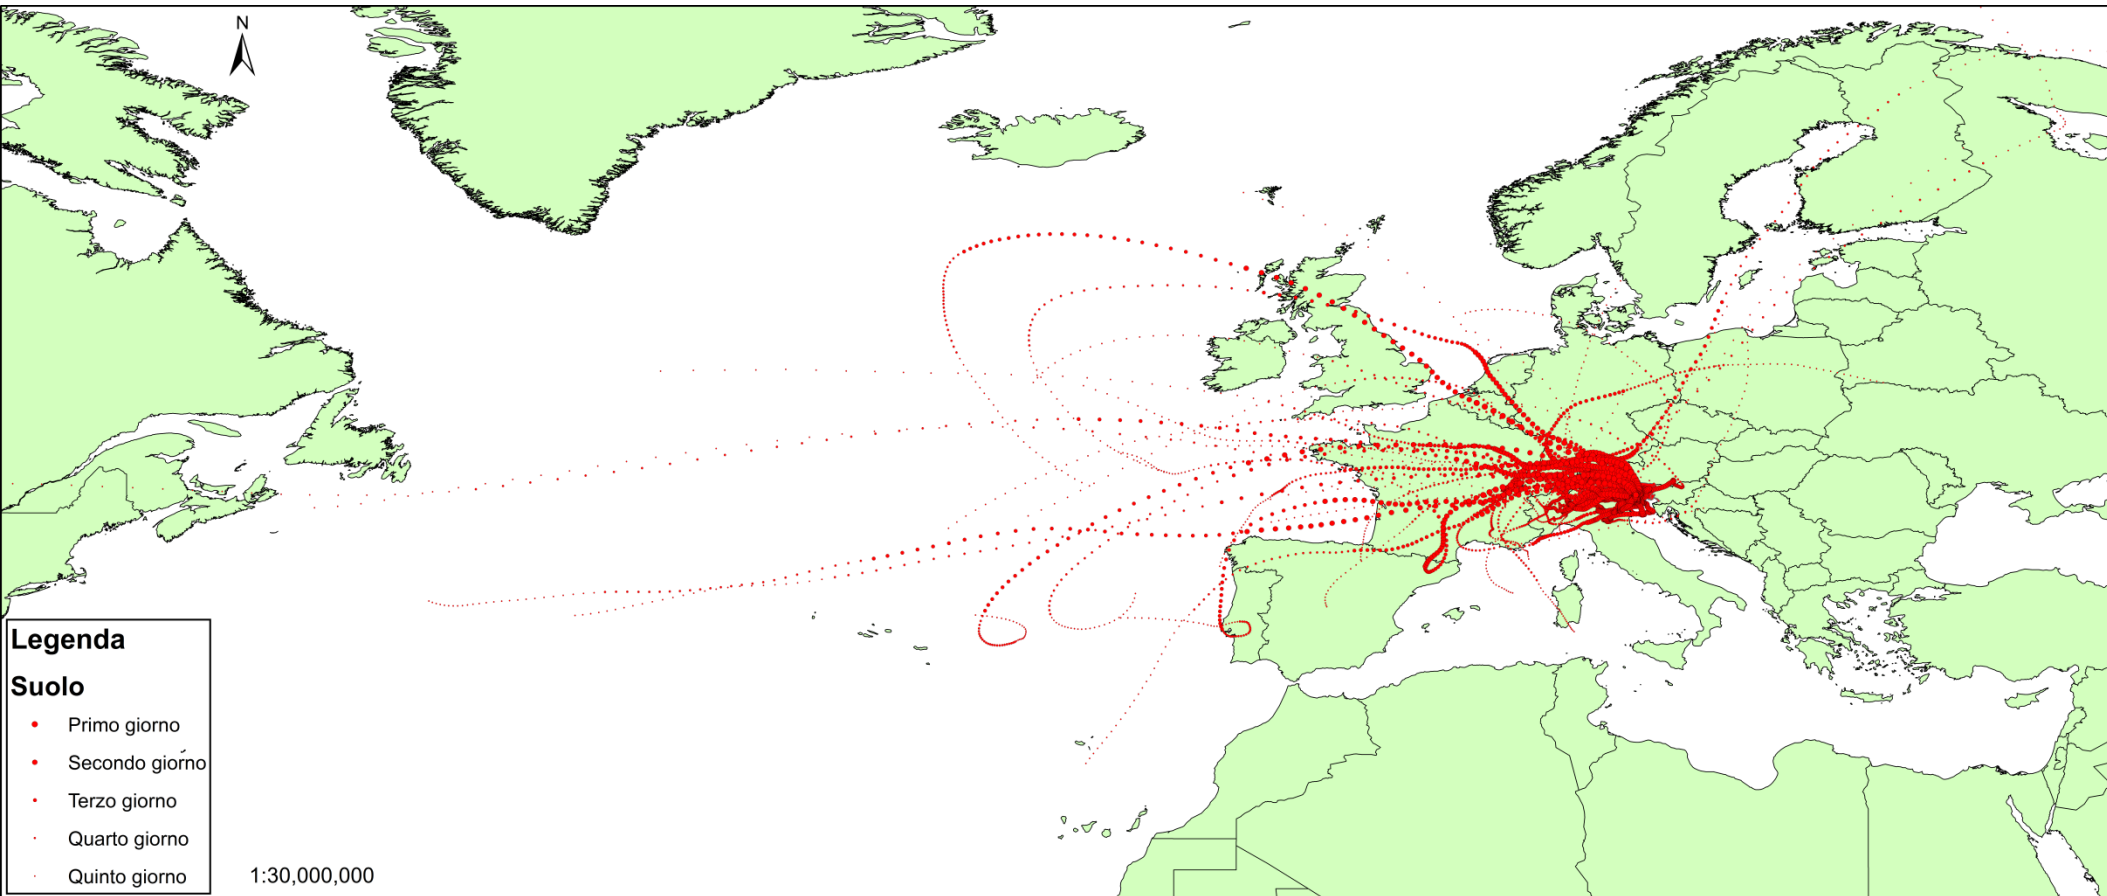 N
Legenda
Suolo
Primo giorno
Secondo giorno
Terzo giorno
Quarto giorno
Quinto giorno
1:30,000,000